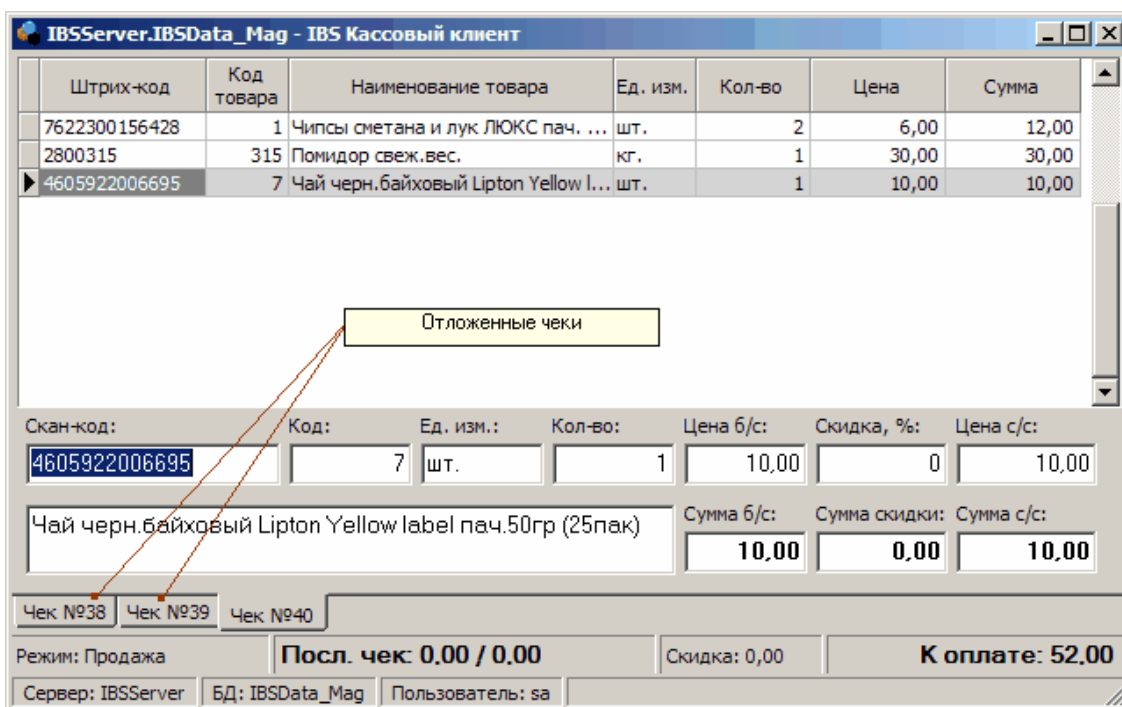 IBSServer.IBSData_Mag - IBS Кассовый клиент
Штрих-код Код товара Наименование товара Ед. изм. Кол-во Цена Сумма
7622300156428 1 Чипсы сметана и лук ЛЮКС пач. ... шт. 2 6,00 12,00
2800315 315 Помидор свеж.вес. кг. 1 30,00 30,00
4605922006695 7 Чай черн.байховый Lipton Yellow l... шт. 1 10,00 10,00
Отложенные чеки
Скан-код: Код: Ед. изм.: Кол-во: Цена б/с: Скидка, %: Цена с/с:
4605922006695 7 шт. 1 10,00 0 10,00
Чай черн.байховый Lipton Yellow label пач.50гр (25пак)
Сумма б/с: Сумма скидки: Сумма с/с:
10,00 0,00 10,00
Чек №38 Чек №39 Чек №40
Режим: Продажа Посл. чек: 0,00 / 0,00 Скидка: 0,00 К оплате: 52,00
Сервер: IBSServer БД: IBSData_Mag Пользователь: sa